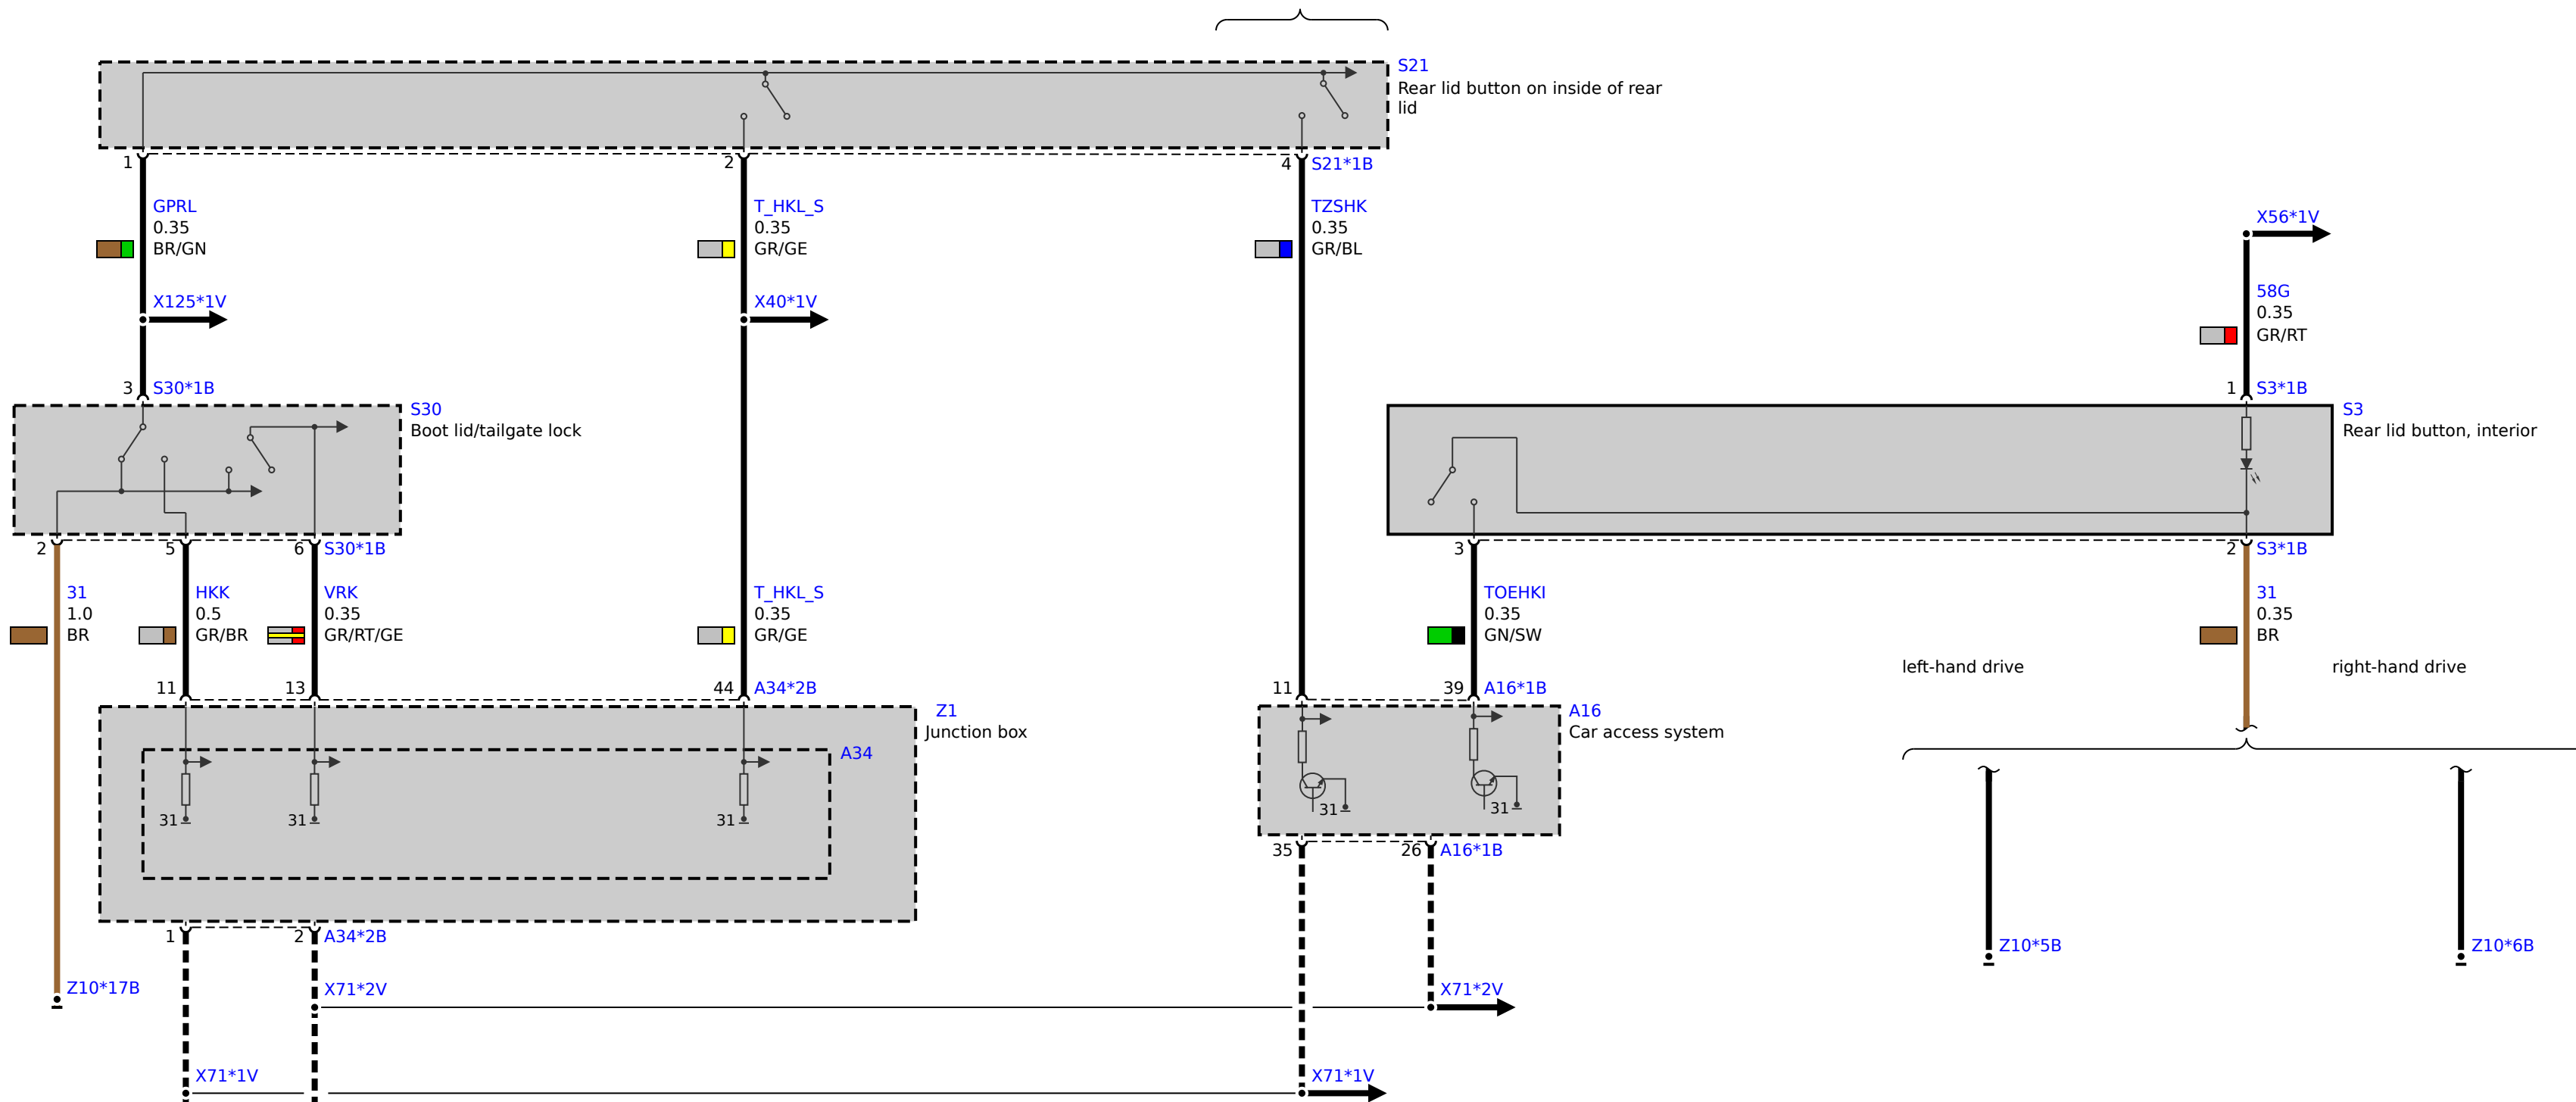 S21
Rear lid button on inside of rear
lid
1
2
4
S21*1B
GPRL
0.35
BR/GN
T_HKL_S
0.35
GR/GE
TZSHK
0.35
GR/BL
X56*1V
58G
0.35
GR/RT
X125*1V
X40*1V
3
S30*1B
1
S3*1B
S30
Boot lid/tailgate lock
S3
Rear lid button, interior
2
5
6
S30*1B
3
2
S3*1B
31
1.0
BR
HKK
0.5
GR/BR
VRK
0.35
GR/RT/GE
T_HKL_S
0.35
GR/GE
TOEHKI
0.35
GN/SW
31
0.35
BR
left-hand drive
right-hand drive
11
13
44
A34*2B
11
39
A16*1B
Z1
Junction box
A34
A16
Car access system
31
31
31
31
31
35
26
A16*1B
1
2
A34*2B
Z10*5B
Z10*6B
Z10*17B
X71*2V
X71*2V
X71*1V
X71*1V